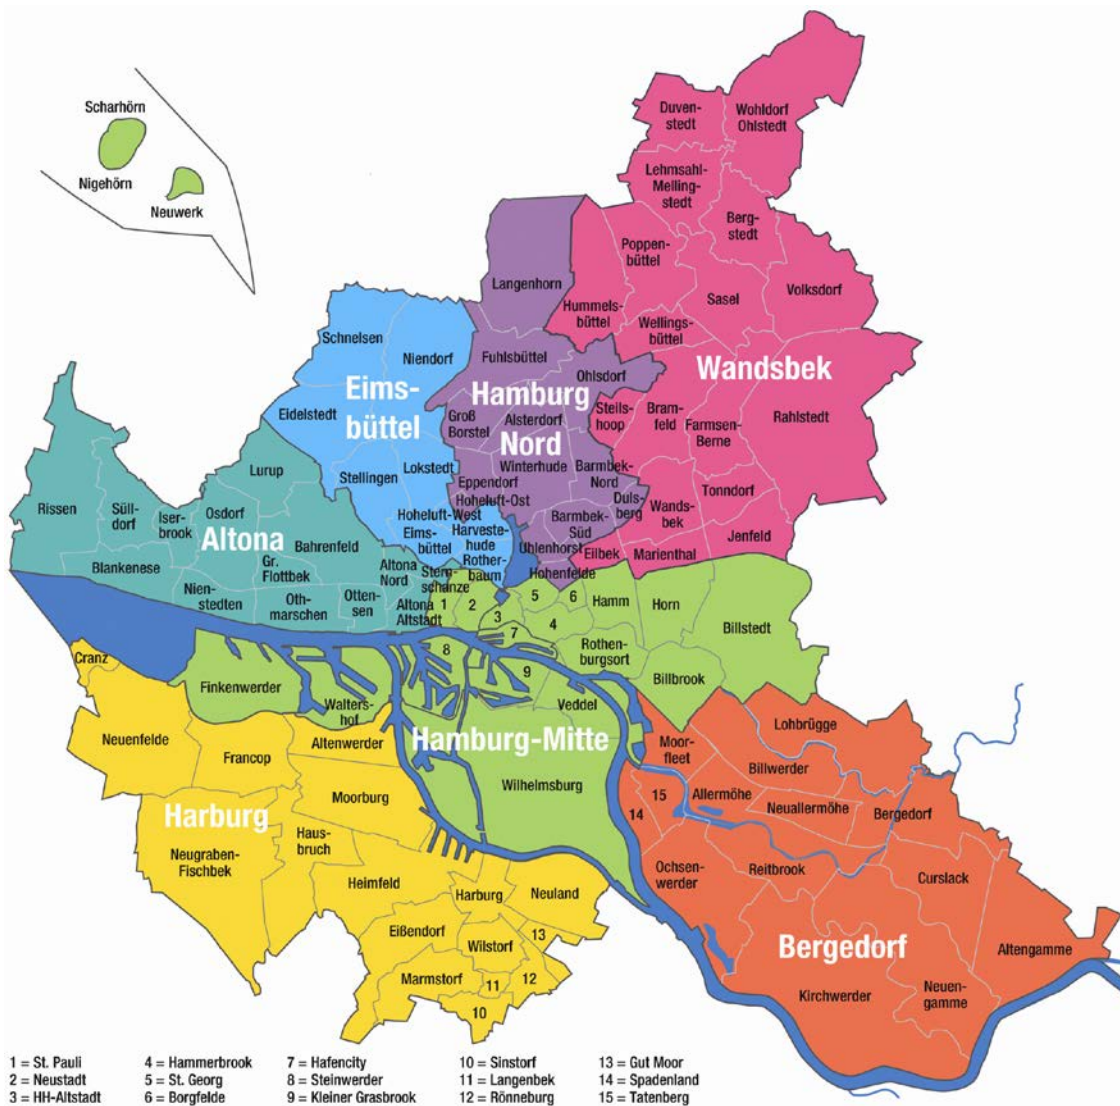 Scharhörn
Nigehörn
Neuwerk
Duven-
stedt
Wohldorf
Ohlstedt
Lehmsahl-
Melling-
stedt
Berg-
stedt
Poppen-
büttel
Langenhorn
Hummels-
büttel
Sasel
Volksdorf
Wellings-
büttel
Schnelsen
Niendorf
Fuhlsbüttel
Ohlsdorf
Wandsbek
Eims-
büttel
Hamburg
Nord
Eidelstedt
Groß
Borstel
Alsterdorf
Steils-
hoop
Bram-
feld
Farmsen-
Berne
Rahlstedt
Lurup
Stellingen
Lokstedt
Winterhude
Barmbek-
Nord
Eppendorf
Tonndorf
Rissen
Süll-
dorf
Iser-
brook
Osdorf
Hoheluft-Ost
Duls-
berg
Wands-
bek
Hoheluft-West
Altona
Bahrenfeld
Eims-
büttel
Harveste-
hude
Barmbek-
Süd
Jenfeld
Blankenese
Gr.
Flottbek
Altona
Nord
Rother-
baum
Uhlenhorst
Eilbek
Marienthal
Stern-
schanze
Hohenfelde
Nien-
stedten
Oth-
marschen
Otten-
sen
Altona
Altstadt
1
2
3
4
5
6
7
Hamm
Horn
Billstedt
Rothen-
burgsort
8
9
Billbrook
Cranz
Finkenwerder
Walters-
hof
Veddel
Neuenfelde
Francop
Altenwerder
Hamburg-Mitte
Moor-
fleet
Lohbrügge
Billwerder
Moorburg
Wilhelmsburg
15
Allermöhe
Neuallermöhe
Bergedorf
14
Harburg
Haus-
bruch
Neugraben-
Fischbek
Heimfeld
Harburg
Neuland
Ochsen-
werder
Reitbrook
Curslack
Eißendorf
Wilstorf
13
Bergedorf
Altengamme
Marmstorf
11
12
10
Kirchwerder
Neuen-
gamme
1 = St. Pauli
2 = Neustadt
3 = HH-Altstadt
4 = Hammerbrook
5 = St. Georg
6 = Borgfelde
7 = Hafencity
8 = Steinwerder
9 = Kleiner Grasbrook
10 = Sinstorf
11 = Langenbek
12 = Rönneburg
13 = Gut Moor
14 = Spadenland
15 = Tatenberg